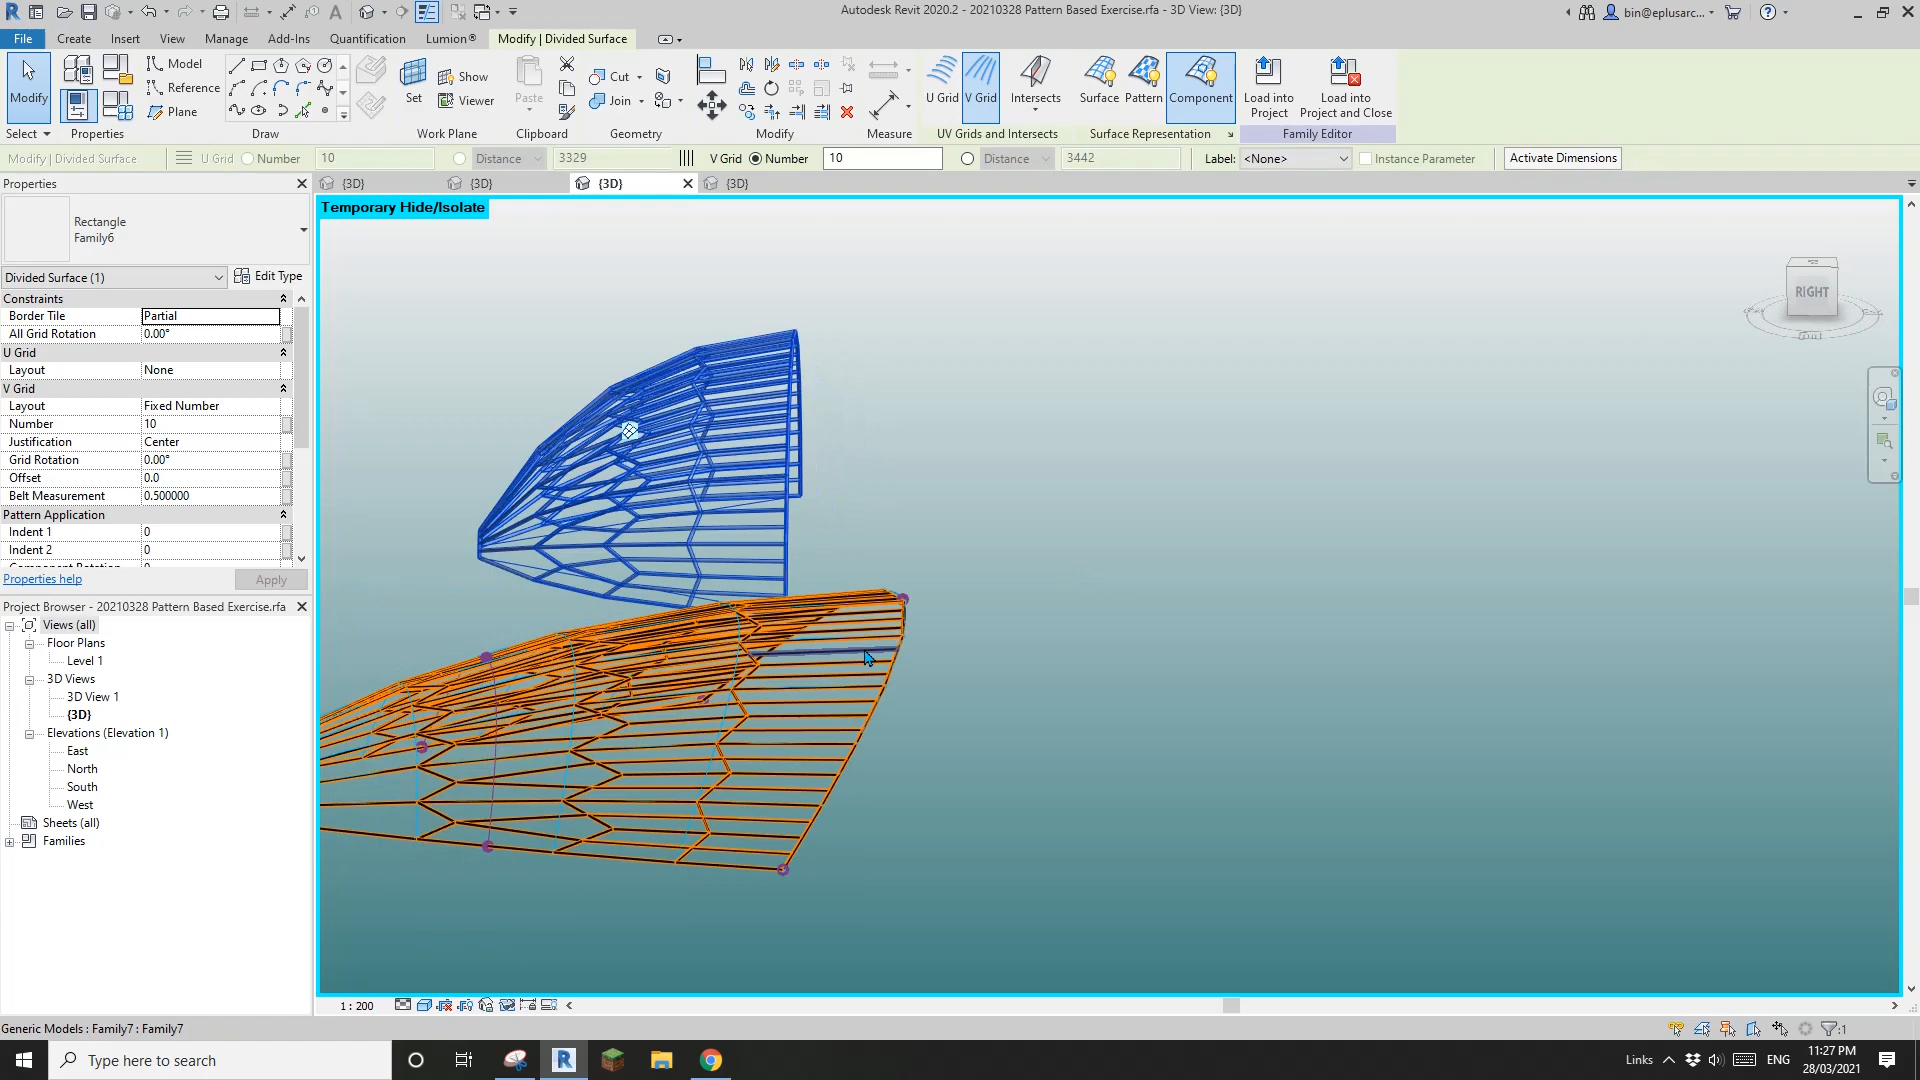 Autodesk Revit 2020.2 - 20210328 Pattern Based Exercise.rfa - 3D View: {3D}
bin@eplusarc...
File Create Insert View Manage Add-Ins Massing Quantification Lumion® Modify | Divided Surface
Modify
Model
Reference
Plane
Set
Show
Viewer
Paste
Cut
Join
U Grid V Grid Intersects Surface Pattern Component
Load into Project
Load into Project and Close
Select Properties Draw Work Plane Clipboard Geometry Modify Measure UV Grids and Intersects Surface Representation Family Editor
Modify | Divided Surface U Grid Number 10 Distance 3329 V Grid Number 10 Distance 3442 Label: <None> Instance Parameter Activate Dimensions
Properties
{3D} {3D} {3D} {3D}
Temporary Hide/Isolate
Rectangle
Family6
Divided Surface (1) Edit Type
Constraints
Border Tile Partial
All Grid Rotation 0.00°
U Grid
Layout None
V Grid
Layout Fixed Number
Number 10
Justification Center
Grid Rotation 0.00°
Offset 0.0
Belt Measurement 0.500000
Pattern Application
Indent 1 0
Indent 2 0
Component Rotation 0
Properties help Apply
RIGHT
Project Browser - 20210328 Pattern Based Exercise.rfa
Views (all)
Floor Plans
Level 1
3D Views
3D View 1
{3D}
Elevations (Elevation 1)
East
North
South
West
Sheets (all)
Families
1 : 200
Generic Models : Family7 : Family7
:1
Type here to search
Links
ENG
11:27 PM
28/03/2021